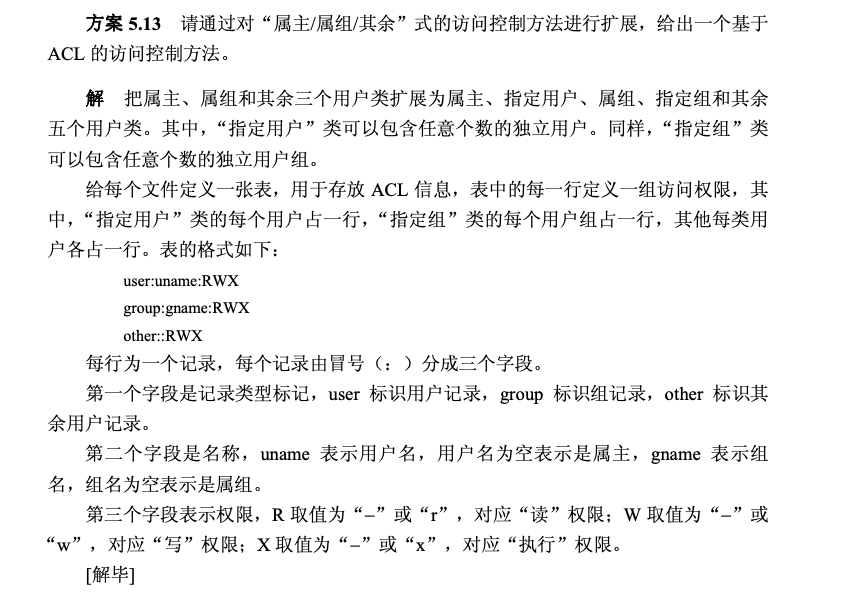 方案 5.13 请通过对“属主/属组/其余”式的访问控制方法进行扩展，给出一个基于
ACL 的访问控制方法。
解 把属主、属组和其余三个用户类扩展为属主、指定用户、属组、指定组和其余
五个用户类。其中，“指定用户”类可以包含任意个数的独立用户。同样，“指定组”类
可以包含任意个数的独立用户组。
给每个文件定义一张表，用于存放 ACL 信息，表中的每一行定义一组访问权限，其
中，“指定用户”类的每个用户占一行，“指定组”类的每个用户组占一行，其他每类用
户各占一行。表的格式如下：
user:uname:RWX
group:gname:RWX
other::RWX
每行为一个记录，每个记录由冒号（：）分成三个字段。
第一个字段是记录类型标记，user 标识用户记录，group 标识组记录，other 标识其
余用户记录。
第二个字段是名称，uname 表示用户名，用户名为空表示是属主，gname 表示组
名，组名为空表示是属组。
第三个字段表示权限，R 取值为“–”或“r”，对应“读”权限；W 取值为“–”或
“w”，对应“写”权限；X 取值为“–”或“x”，对应“执行”权限。
[解毕]